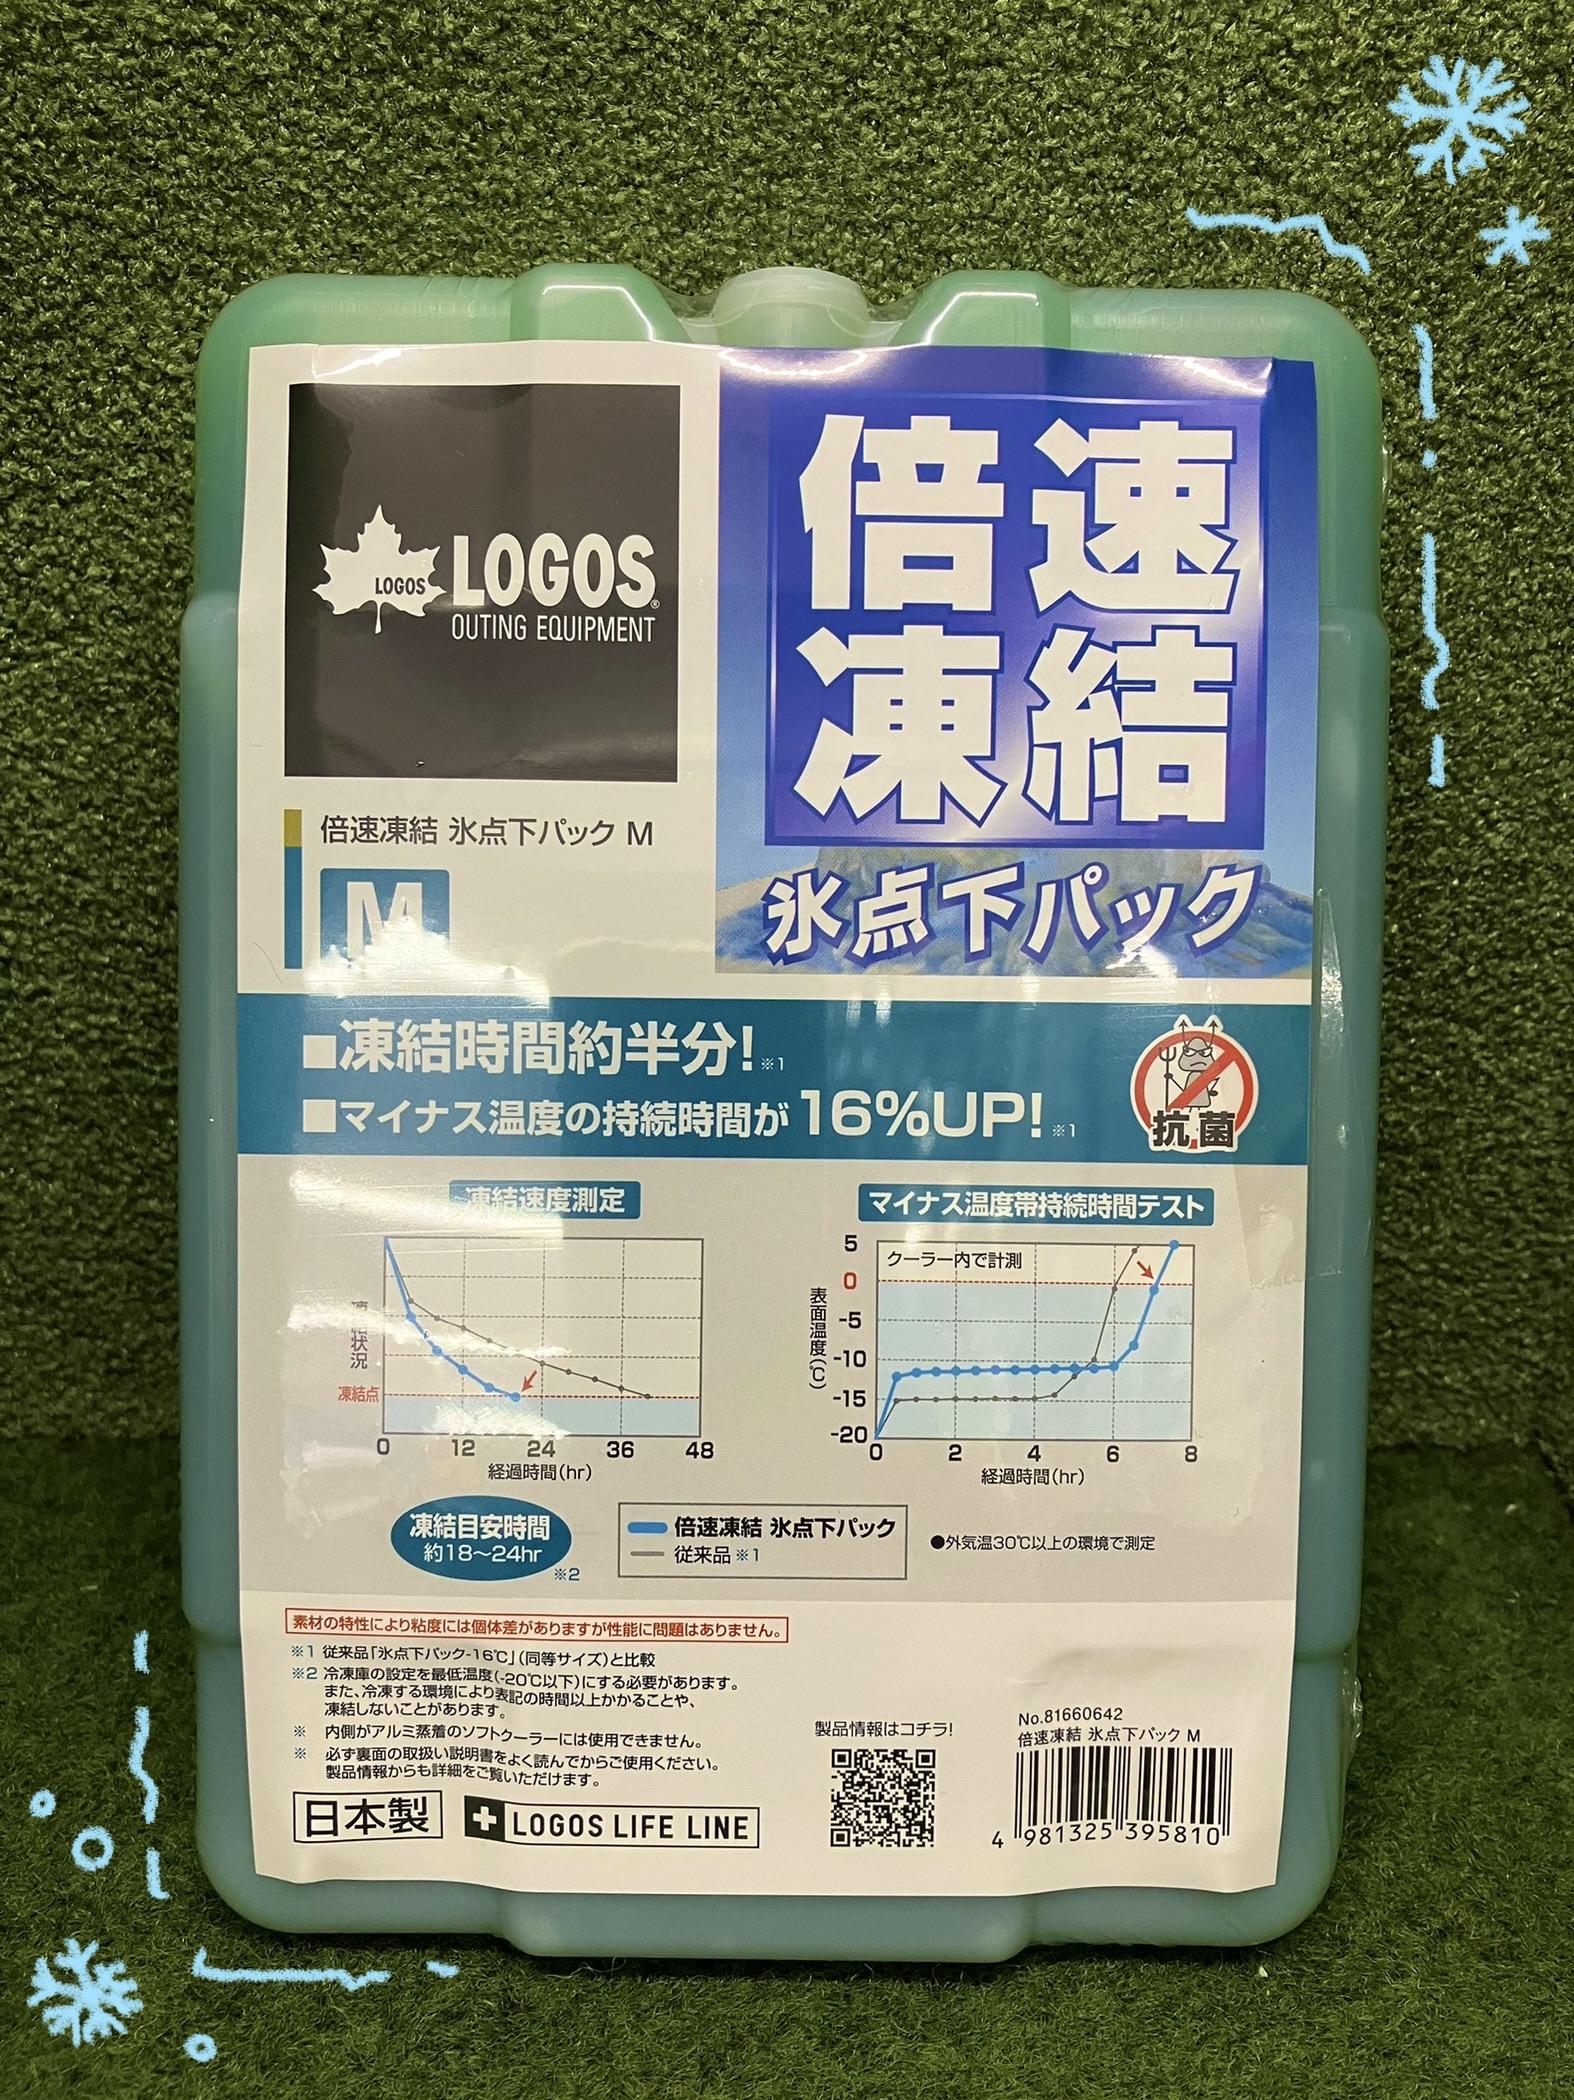 LOGOS
LOGOS®
OUTING EQUIPMENT
倍速
凍結
氷点下パック
倍速凍結 氷点下パック M
M
■凍結時間約半分!※1
■マイナス温度の持続時間が16%UP!※1
抗菌
凍結速度測定
凍結状況
凍結点
0 12 24 36 48
経過時間(hr)
マイナス温度帯持続時間テスト
クーラー内で計測
表面温度(℃)
5
0
-5
-10
-15
-20
0 2 4 6 8
経過時間(hr)
凍結目安時間
約18〜24hr
※2
倍速凍結 氷点下パック
従来品※1
●外気温30℃以上の環境で測定
素材の特性により粘度には個体差がありますが性能に問題はありません。
※1 従来品「氷点下パック-16℃」(同等サイズ)と比較
※2 冷凍庫の設定を最低温度(-20℃以下)にする必要があります。
また、冷凍する環境により表記の時間以上かかることや、
凍結しないことがあります。
※ 内側がアルミ蒸着のソフトクーラーには使用できません。
※ 必ず裏面の取扱い説明書をよく読んでからご使用ください。
製品情報からも詳細をご覧いただけます。
日本製
LOGOS LIFE LINE
製品情報はコチラ!
No.81660642
倍速凍結 氷点下パック M
4 981325 395810